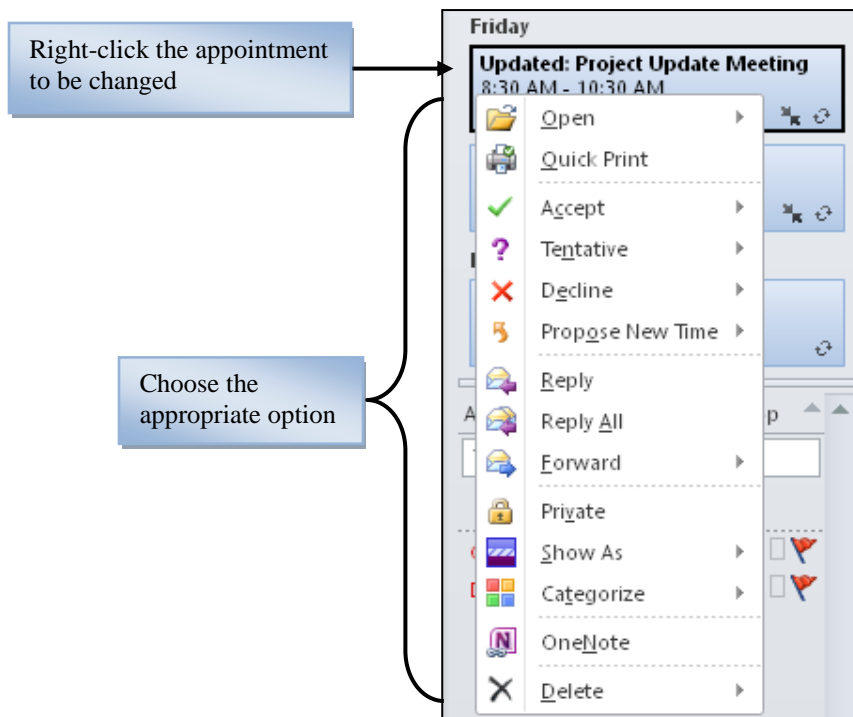 Right-click the appointment
to be changed
Choose the
appropriate option
Friday
Updated: Project Update Meeting
8:30 AM - 10:30 AM
Open
Quick Print
Accept
Tentative
Decline
Propose New Time
Reply
Reply All
Forward
Private
Show As
Categorize
OneNote
Delete